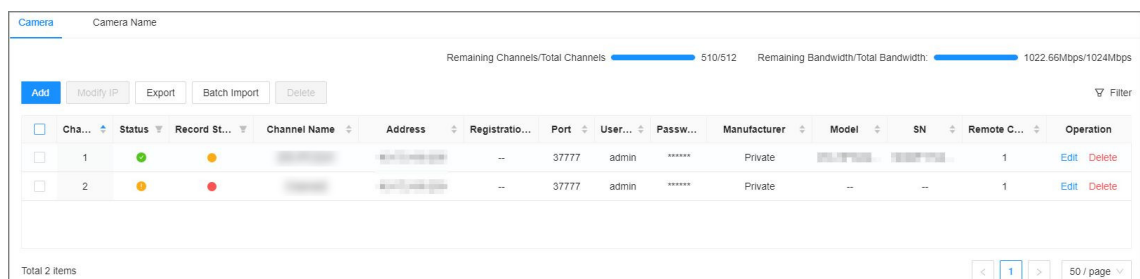 Camera Camera Name
Remaining Channels/Total Channels 510/512 Remaining Bandwidth/Total Bandwidth: 1022.66Mbps/1024Mbps
Add Modify IP Export Batch Import Delete Filter
Cha... Status Record St... Channel Name Address Registratio... Port User... Passw... Manufacturer Model SN Remote C... Operation
1 -- 37777 admin ****** Private 1 Edit Delete
2 -- 37777 admin ****** Private -- -- 1 Edit Delete
Total 2 items < 1 > 50 / page